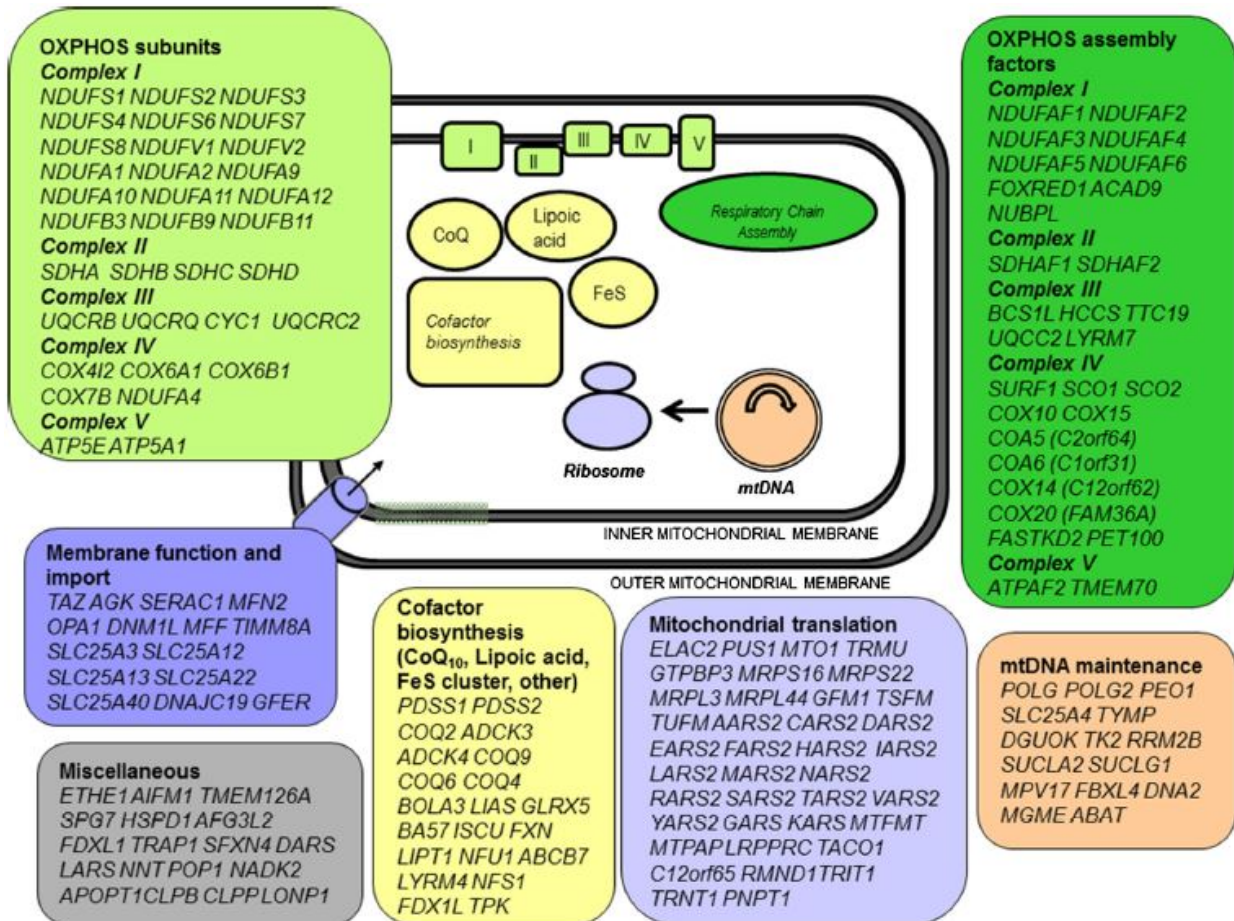 OXPHOS subunits
Complex I
NDUFS1 NDUFS2 NDUFS3
NDUFS4 NDUFS6 NDUFS7
NDUFS8 NDUFV1 NDUFV2
NDUFA1 NDUFA2 NDUFA9
NDUFA10 NDUFA11 NDUFA12
NDUFB3 NDUFB9 NDUFB11
Complex II
SDHA SDHB SDHC SDHD
Complex III
UQCRB UQCRQ CYC1 UQCRC2
Complex IV
COX4I2 COX6A1 COX6B1
COX7B NDUFA4
Complex V
ATP5E ATP5A1
I
II
III
IV
V
CoQ
Lipoic
acid
FeS
Cofactor
biosynthesis
Respiratory Chain
Assembly
Ribosome
mtDNA
INNER MITOCHONDRIAL MEMBRANE
OUTER MITOCHONDRIAL MEMBRANE
OXPHOS assembly
factors
Complex I
NDUFAF1 NDUFAF2
NDUFAF3 NDUFAF4
NDUFAF5 NDUFAF6
FOXRED1 ACAD9
NUBPL
Complex II
SDHAF1 SDHAF2
Complex III
BCS1L HCCS TTC19
UQCC2 LYRM7
Complex IV
SURF1 SCO1 SCO2
COX10 COX15
COA5 (C2orf64)
COA6 (C1orf31)
COX14 (C12orf62)
COX20 (FAM36A)
FASTKD2 PET100
Complex V
ATPAF2 TMEM70
Membrane function and
import
TAZ AGK SERAC1 MFN2
OPA1 DNM1L MFF TIMM8A
SLC25A3 SLC25A12
SLC25A13 SLC25A22
SLC25A40 DNAJC19 GFER
Miscellaneous
ETHE1 AIFM1 TMEM126A
SPG7 HSPD1 AFG3L2
FDXL1 TRAP1 SFXN4 DARS
LARS NNT POP1 NADK2
APOPT1 CLPB CLPP LONP1
Cofactor
biosynthesis
(CoQ₁₀, Lipoic acid,
FeS cluster, other)
PDSS1 PDSS2
COQ2 ADCK3
ADCK4 COQ9
COQ6 COQ4
BOLA3 LIAS GLRX5
BA57 ISCU FXN
LIPT1 NFU1 ABCB7
LYRM4 NFS1
FDX1L TPK
Mitochondrial translation
ELAC2 PUS1 MTO1 TRMU
GTPBP3 MRPS16 MRPS22
MRPL3 MRPL44 GFM1 TSFM
TUFM AARS2 CARS2 DARS2
EARS2 FARS2 HARS2 IARS2
LARS2 MARS2 NARS2
RARS2 SARS2 TARS2 VARS2
YARS2 GARS KARS MTFMT
MTPAP LRPPRC TACO1
C12orf65 RMND1 TRIT1
TRNT1 PNPT1
mtDNA maintenance
POLG POLG2 PEO1
SLC25A4 TYMP
DGUOK TK2 RRM2B
SUCLA2 SUCLG1
MPV17 FBXL4 DNA2
MGME ABAT